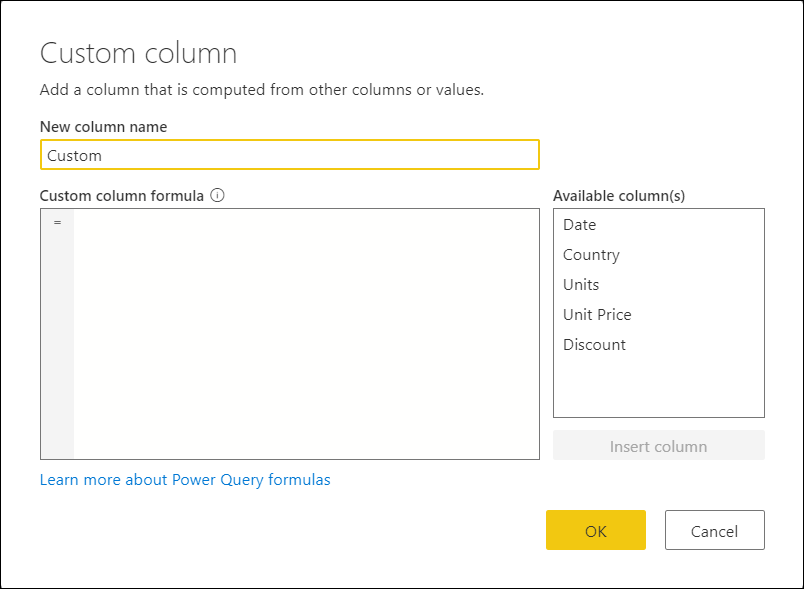 Custom column
Add a column that is computed from other columns or values.
New column name
Custom
Custom column formula
=
Available column(s)
Date
Country
Units
Unit Price
Discount
Insert column
Learn more about Power Query formulas
OK
Cancel